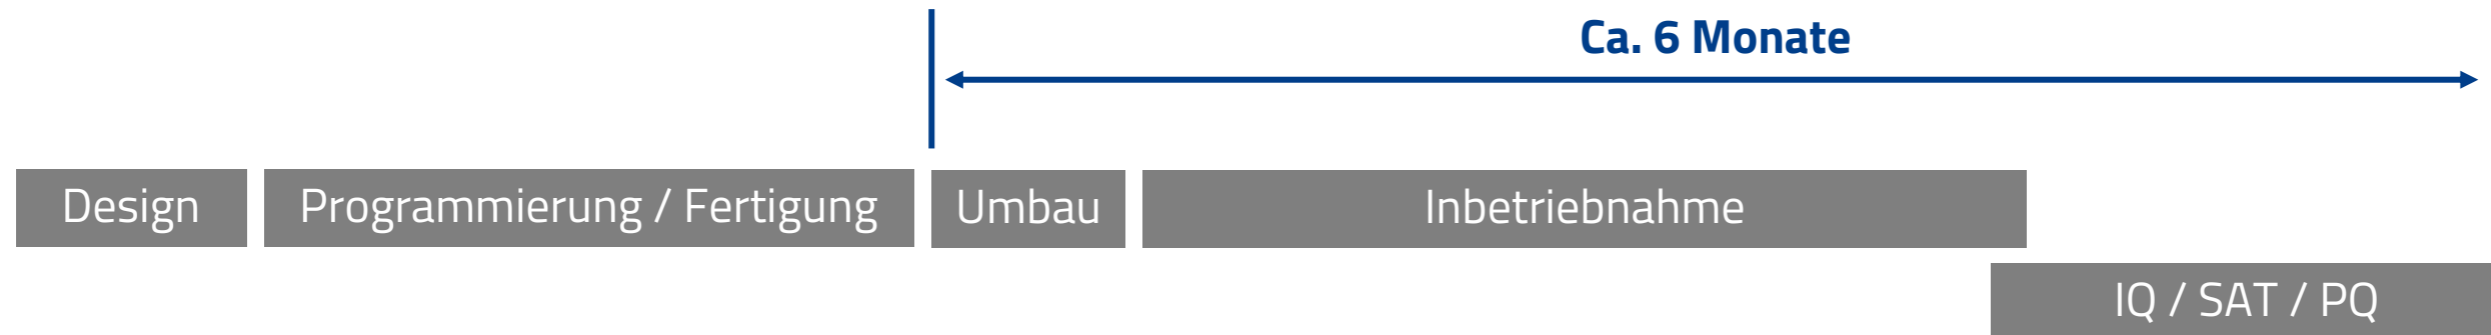 Ca. 6 Monate
Design
Programmierung / Fertigung
Umbau
Inbetriebnahme
IQ / SAT / PQ